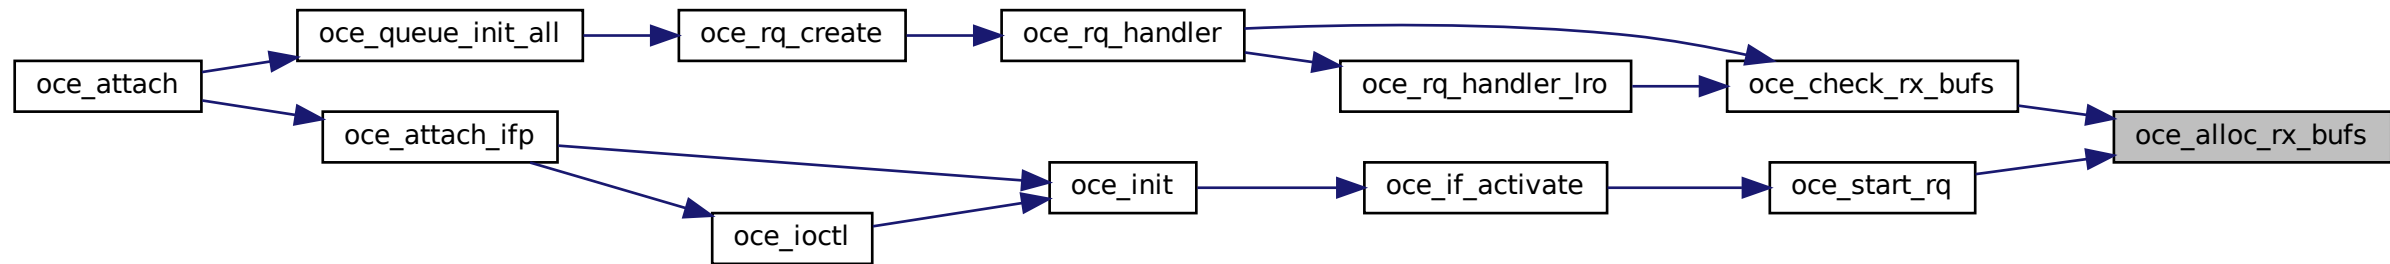 oce_attach
oce_queue_init_all
oce_rq_create
oce_rq_handler
oce_rq_handler_lro
oce_check_rx_bufs
oce_alloc_rx_bufs
oce_attach_ifp
oce_init
oce_if_activate
oce_start_rq
oce_ioctl